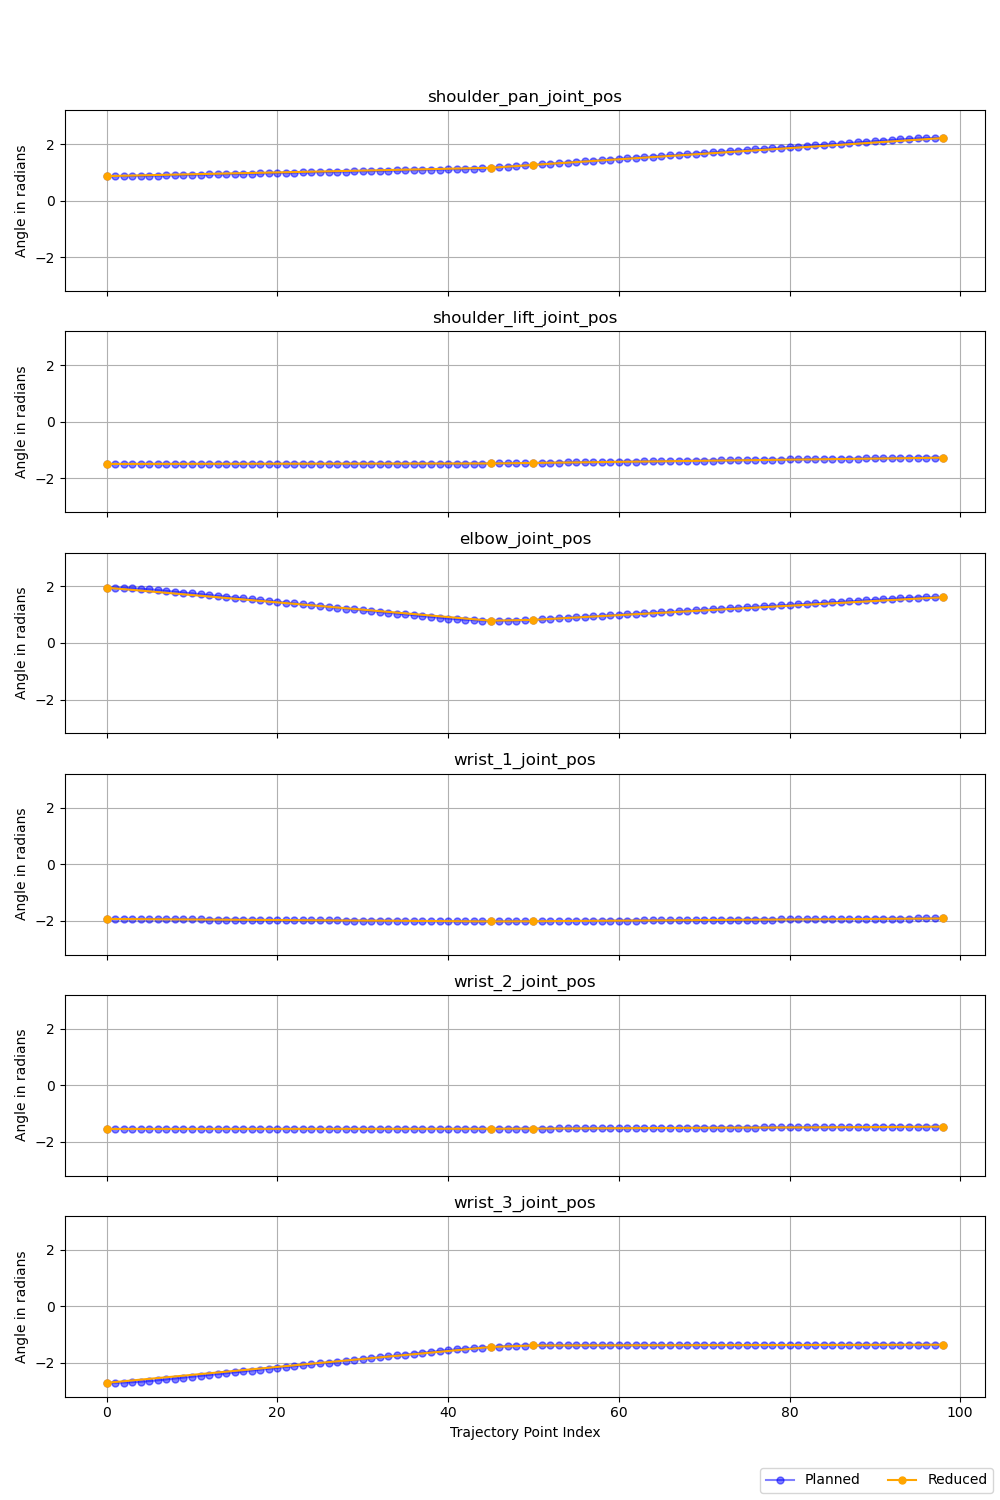 shoulder_pan_joint_pos
2
0
−2
Angle in radians
shoulder_lift_joint_pos
2
0
−2
Angle in radians
elbow_joint_pos
2
0
−2
Angle in radians
wrist_1_joint_pos
2
0
−2
Angle in radians
wrist_2_joint_pos
2
0
−2
Angle in radians
wrist_3_joint_pos
2
0
−2
Angle in radians
0 20 40 60 80 100
Trajectory Point Index
Planned Reduced